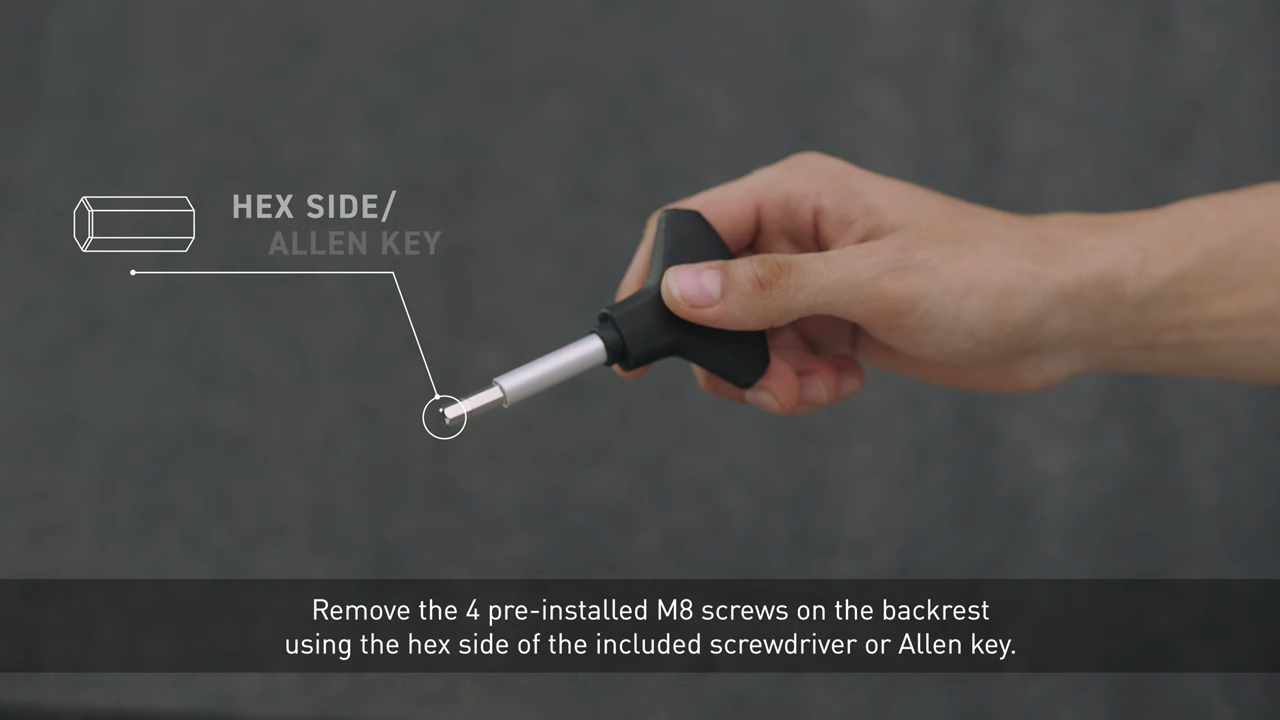 HEX SIDE/
ALLEN KEY
Remove the 4 pre-installed M8 screws on the backrest
using the hex side of the included screwdriver or Allen key.